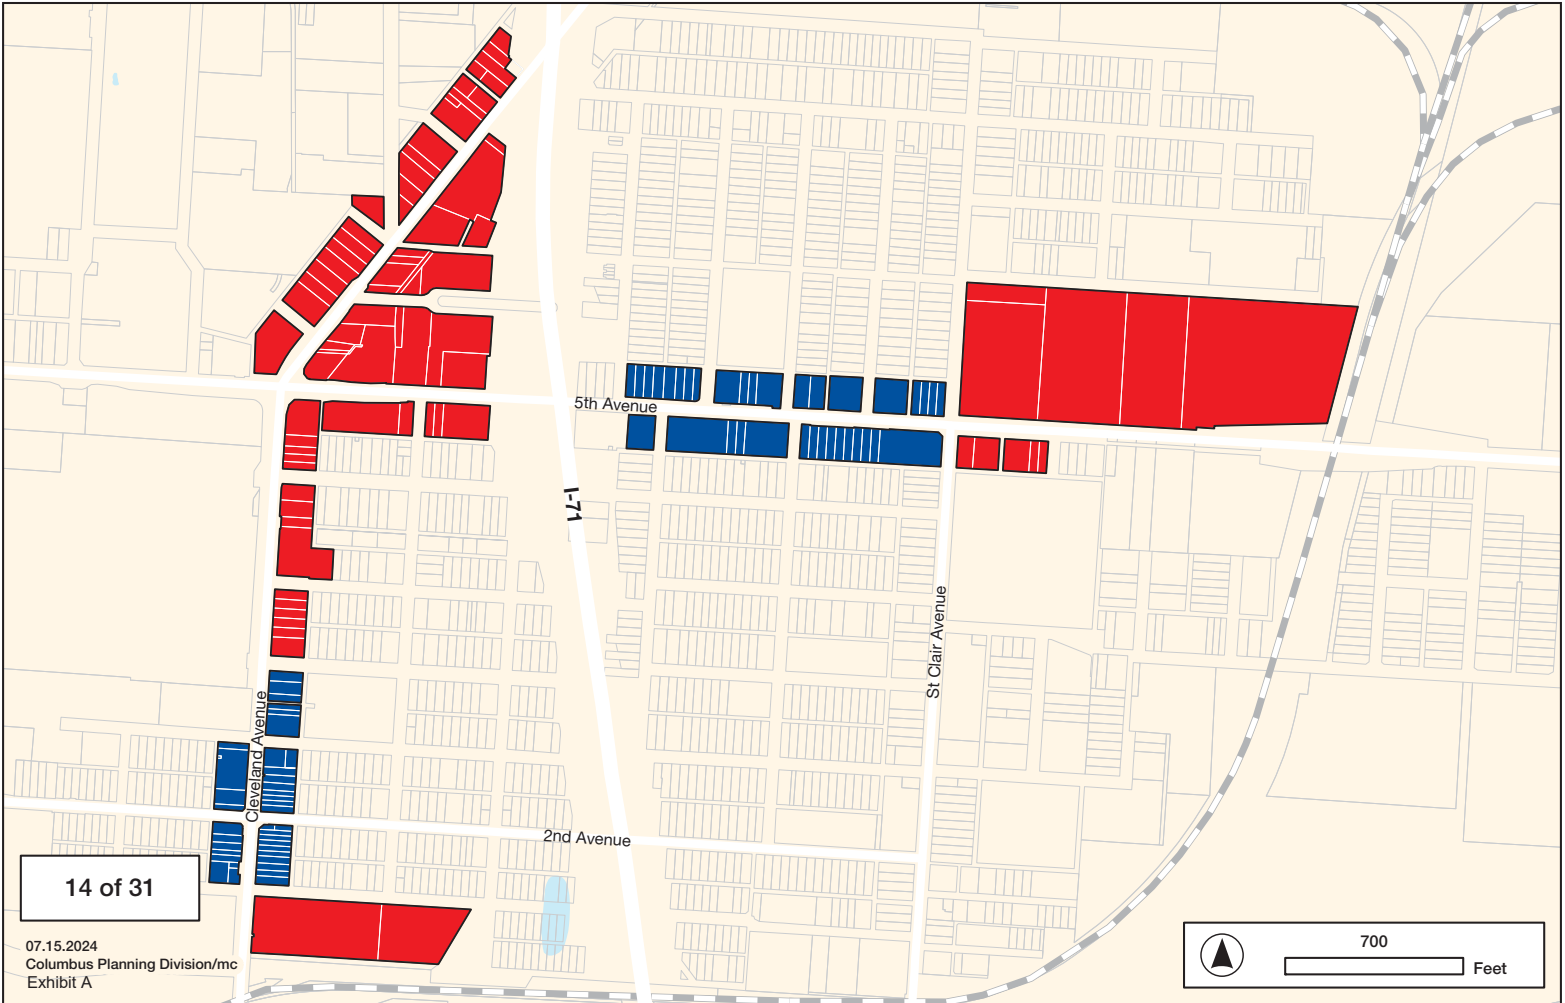 5th Avenue
I-71
St Clair Avenue
Cleveland Avenue
2nd Avenue
14 of 31
07.15.2024
Columbus Planning Division/mc
Exhibit A
700
Feet